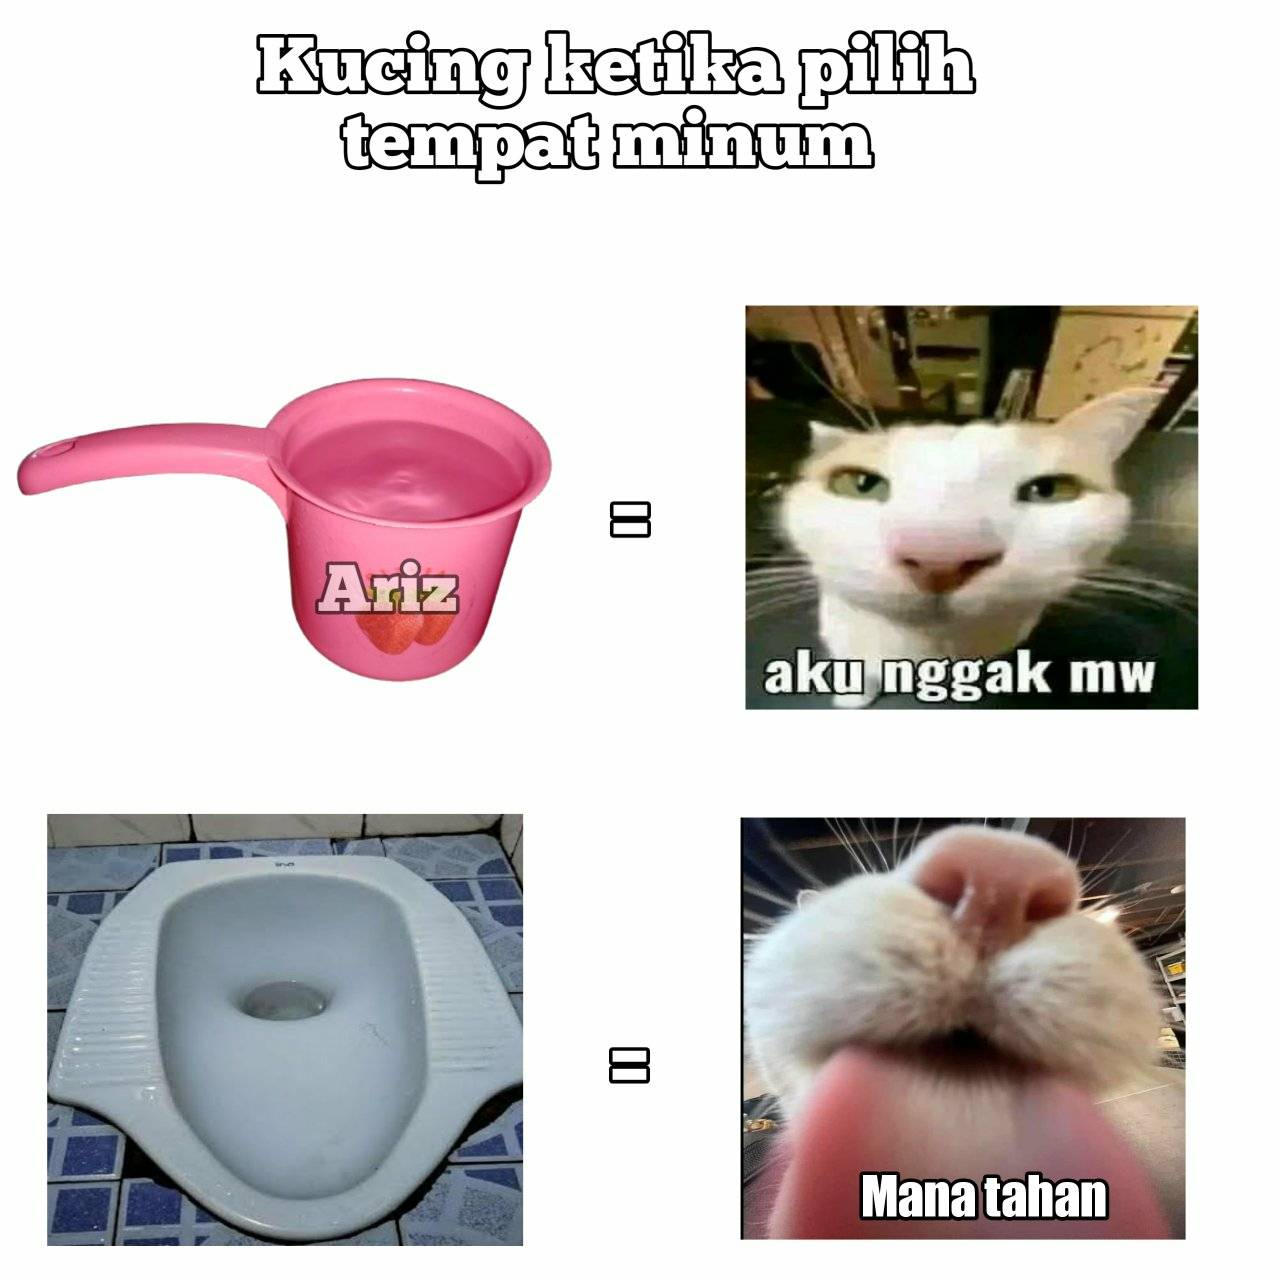 Kucing ketika pilih
tempat minum
Ariz
=
aku nggak mw
=
Mana tahan